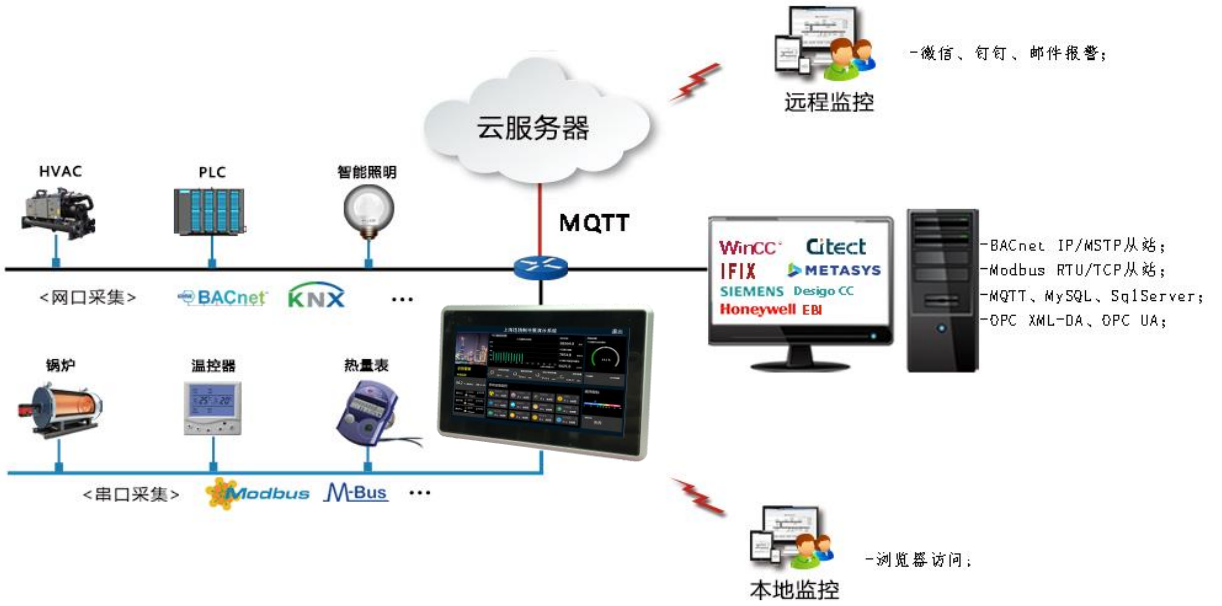 -微信、钉钉、邮件报警;
远程监控
云服务器
HVAC
PLC
智能照明
MQTT
WinCC
Citect
IFIX
METASYS
SIEMENS Desigo CC
Honeywell EBI
-BACnet IP/MSTP从站;
-Modbus RTU/TCP从站;
-MQTT、MySQL、SqlServer;
-OPC XML-DA、OPC UA;
<网口采集>
BACnet
KNX
...
锅炉
温控器
热量表
<串口采集>
Modbus
M-Bus
...
-浏览器访问;
本地监控